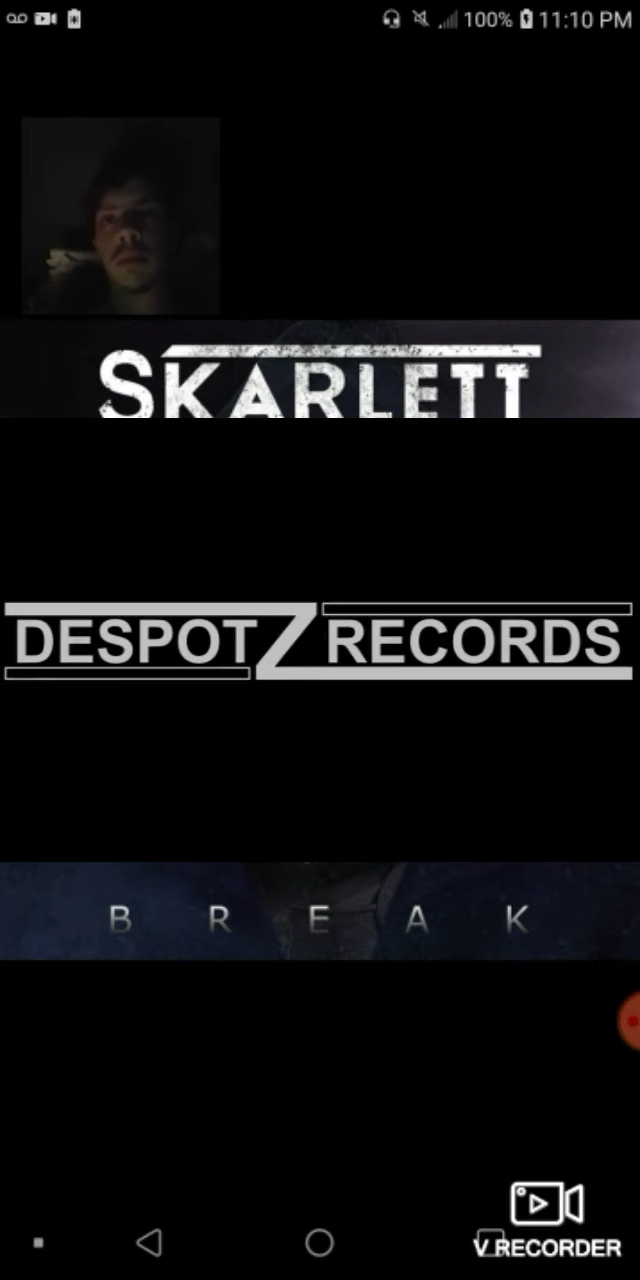 100% 11:10 PM
SKARLETT
DESPOTZ RECORDS
B R E A K
V RECORDER